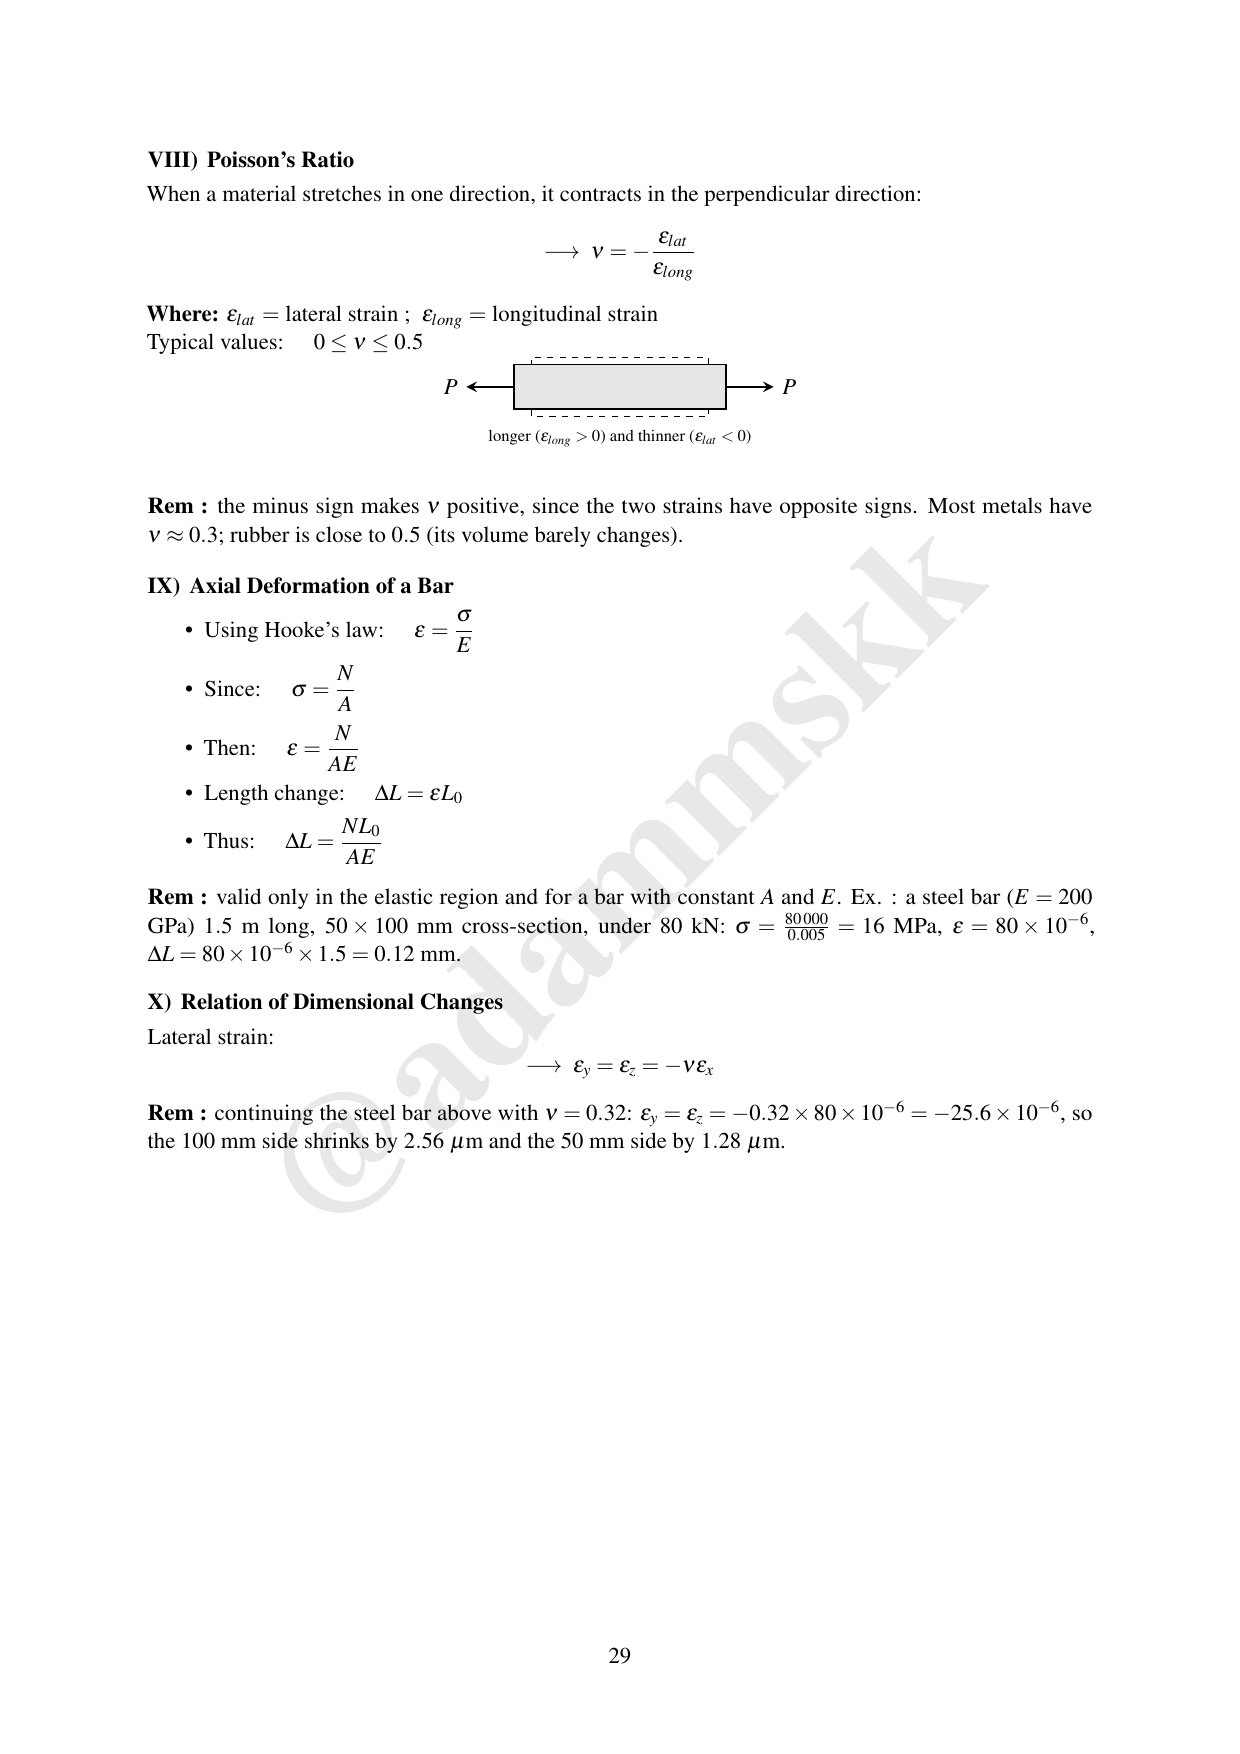 VIII) Poisson's Ratio
When a material stretches in one direction, it contracts in the perpendicular direction:
⟶ ν = − ε_lat / ε_long
Where: ε_lat = lateral strain ; ε_long = longitudinal strain
Typical values: 0 ≤ ν ≤ 0.5
P P
longer (ε_long > 0) and thinner (ε_lat < 0)
Rem : the minus sign makes ν positive, since the two strains have opposite signs. Most metals have
ν ≈ 0.3; rubber is close to 0.5 (its volume barely changes).
IX) Axial Deformation of a Bar
• Using Hooke's law: ε = σ / E
• Since: σ = N / A
• Then: ε = N / AE
• Length change: ΔL = εL₀
• Thus: ΔL = NL₀ / AE
Rem : valid only in the elastic region and for a bar with constant A and E. Ex. : a steel bar (E = 200
GPa) 1.5 m long, 50 × 100 mm cross-section, under 80 kN: σ = 80 000 / 0.005 = 16 MPa, ε = 80 × 10⁻⁶,
ΔL = 80 × 10⁻⁶ × 1.5 = 0.12 mm.
X) Relation of Dimensional Changes
Lateral strain:
⟶ ε_y = ε_z = −νε_x
Rem : continuing the steel bar above with ν = 0.32: ε_y = ε_z = −0.32 × 80 × 10⁻⁶ = −25.6 × 10⁻⁶, so
the 100 mm side shrinks by 2.56 μm and the 50 mm side by 1.28 μm.
@adammskk
29